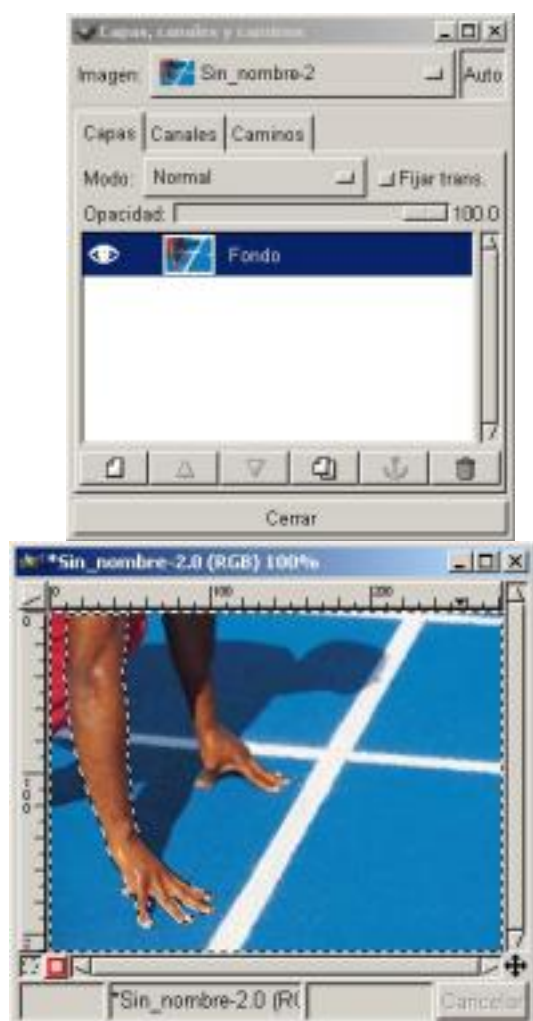 Capas, canales y caminos
Imagen: Sin_nombre-2 Auto
Capas Canales Caminos
Modo: Normal Fijar trans.
Opacidad: 100.0
Fondo
Cerrar
*Sin_nombre-2.0 (RGB) 100%
0 100 200
0
100
*Sin_nombre-2.0 (R Cancelar